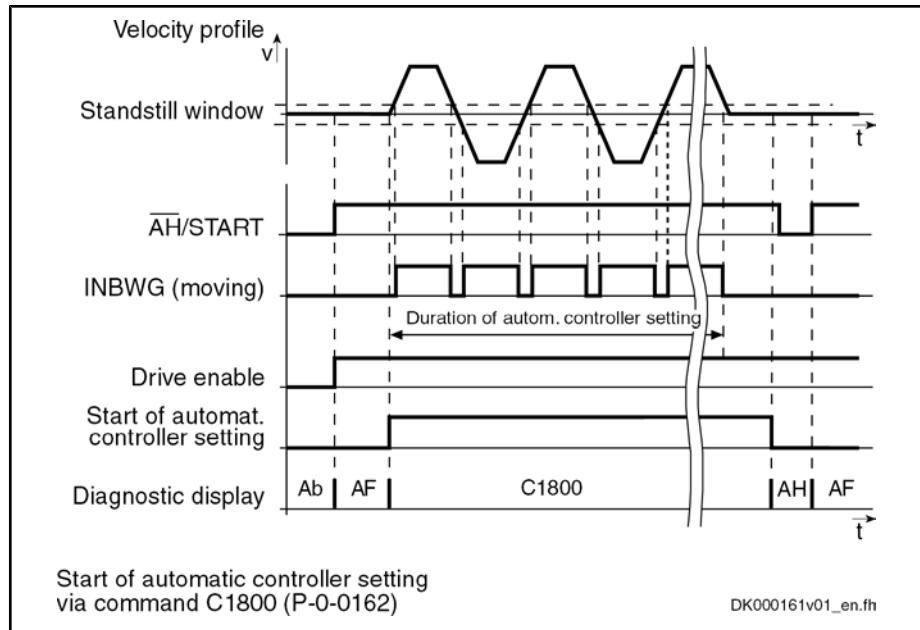 Velocity profile
v
Standstill window
t
AH/START
INBWG (moving)
Duration of autom. controller setting
Drive enable
Start of automat.
controller setting
Diagnostic display
Ab
AF
C1800
AH
AF
t
Start of automatic controller setting
via command C1800 (P-0-0162)
DK000161v01_en.fh